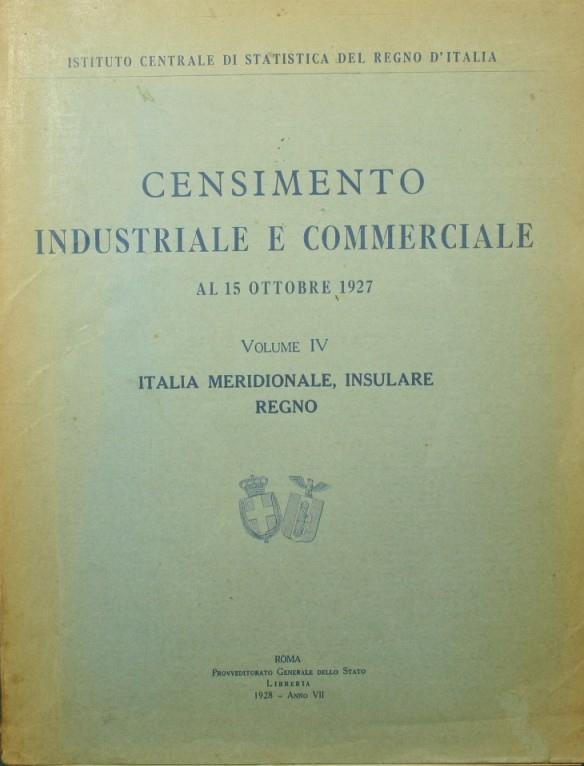 ISTITUTO CENTRALE DI STATISTICA DEL REGNO D'ITALIA
CENSIMENTO
INDUSTRIALE E COMMERCIALE
AL 15 OTTOBRE 1927
VOLUME IV
ITALIA MERIDIONALE, INSULARE
REGNO
ROMA
PROVVEDITORATO GENERALE DELLO STATO
LIBRERIA
1928 - ANNO VII